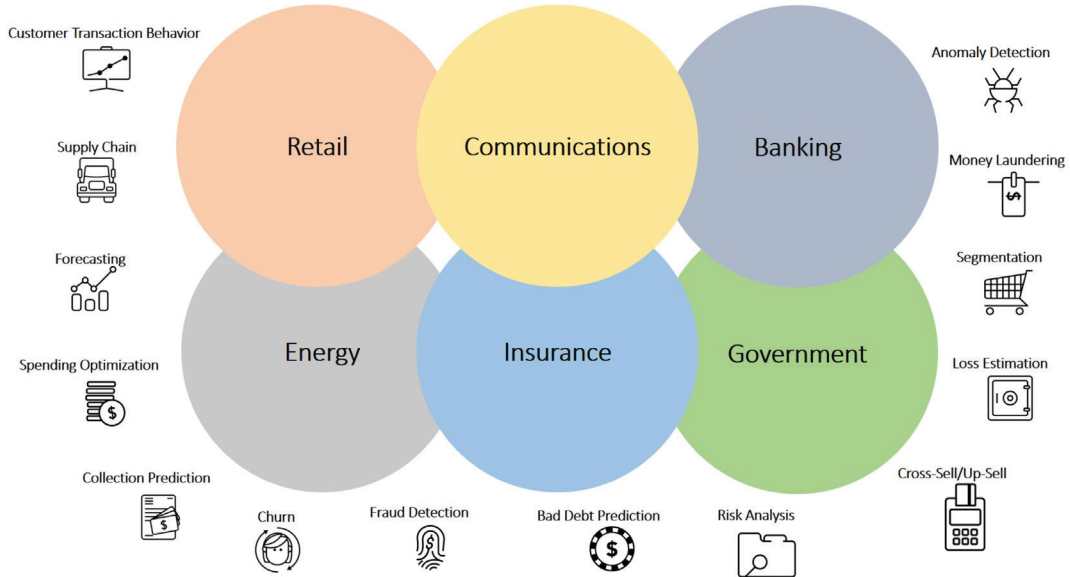 Customer Transaction Behavior
Anomaly Detection
Retail
Communications
Banking
Supply Chain
Money Laundering
Forecasting
Segmentation
Energy
Insurance
Government
Spending Optimization
Loss Estimation
Collection Prediction
Cross-Sell/Up-Sell
Churn
Fraud Detection
Bad Debt Prediction
Risk Analysis
$
$
$
$
$